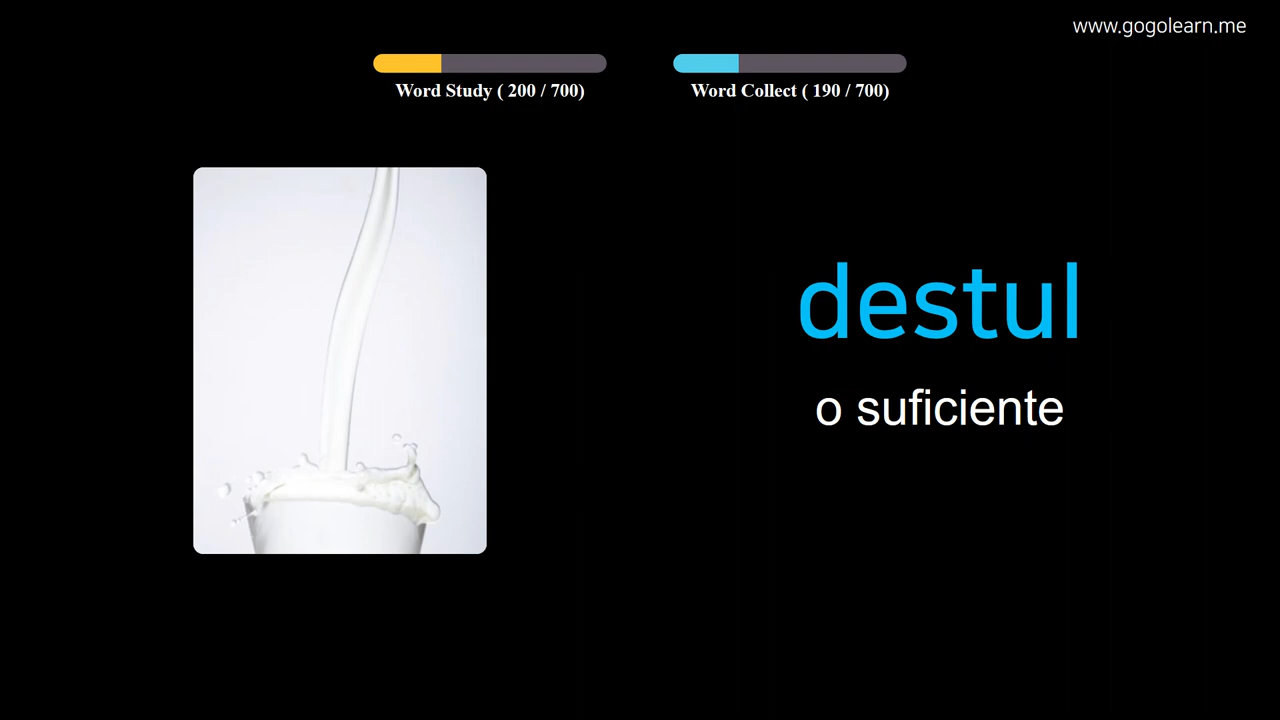 www.gogolearn.me
Word Study ( 200 / 700)
Word Collect ( 190 / 700)
destul
o suficiente